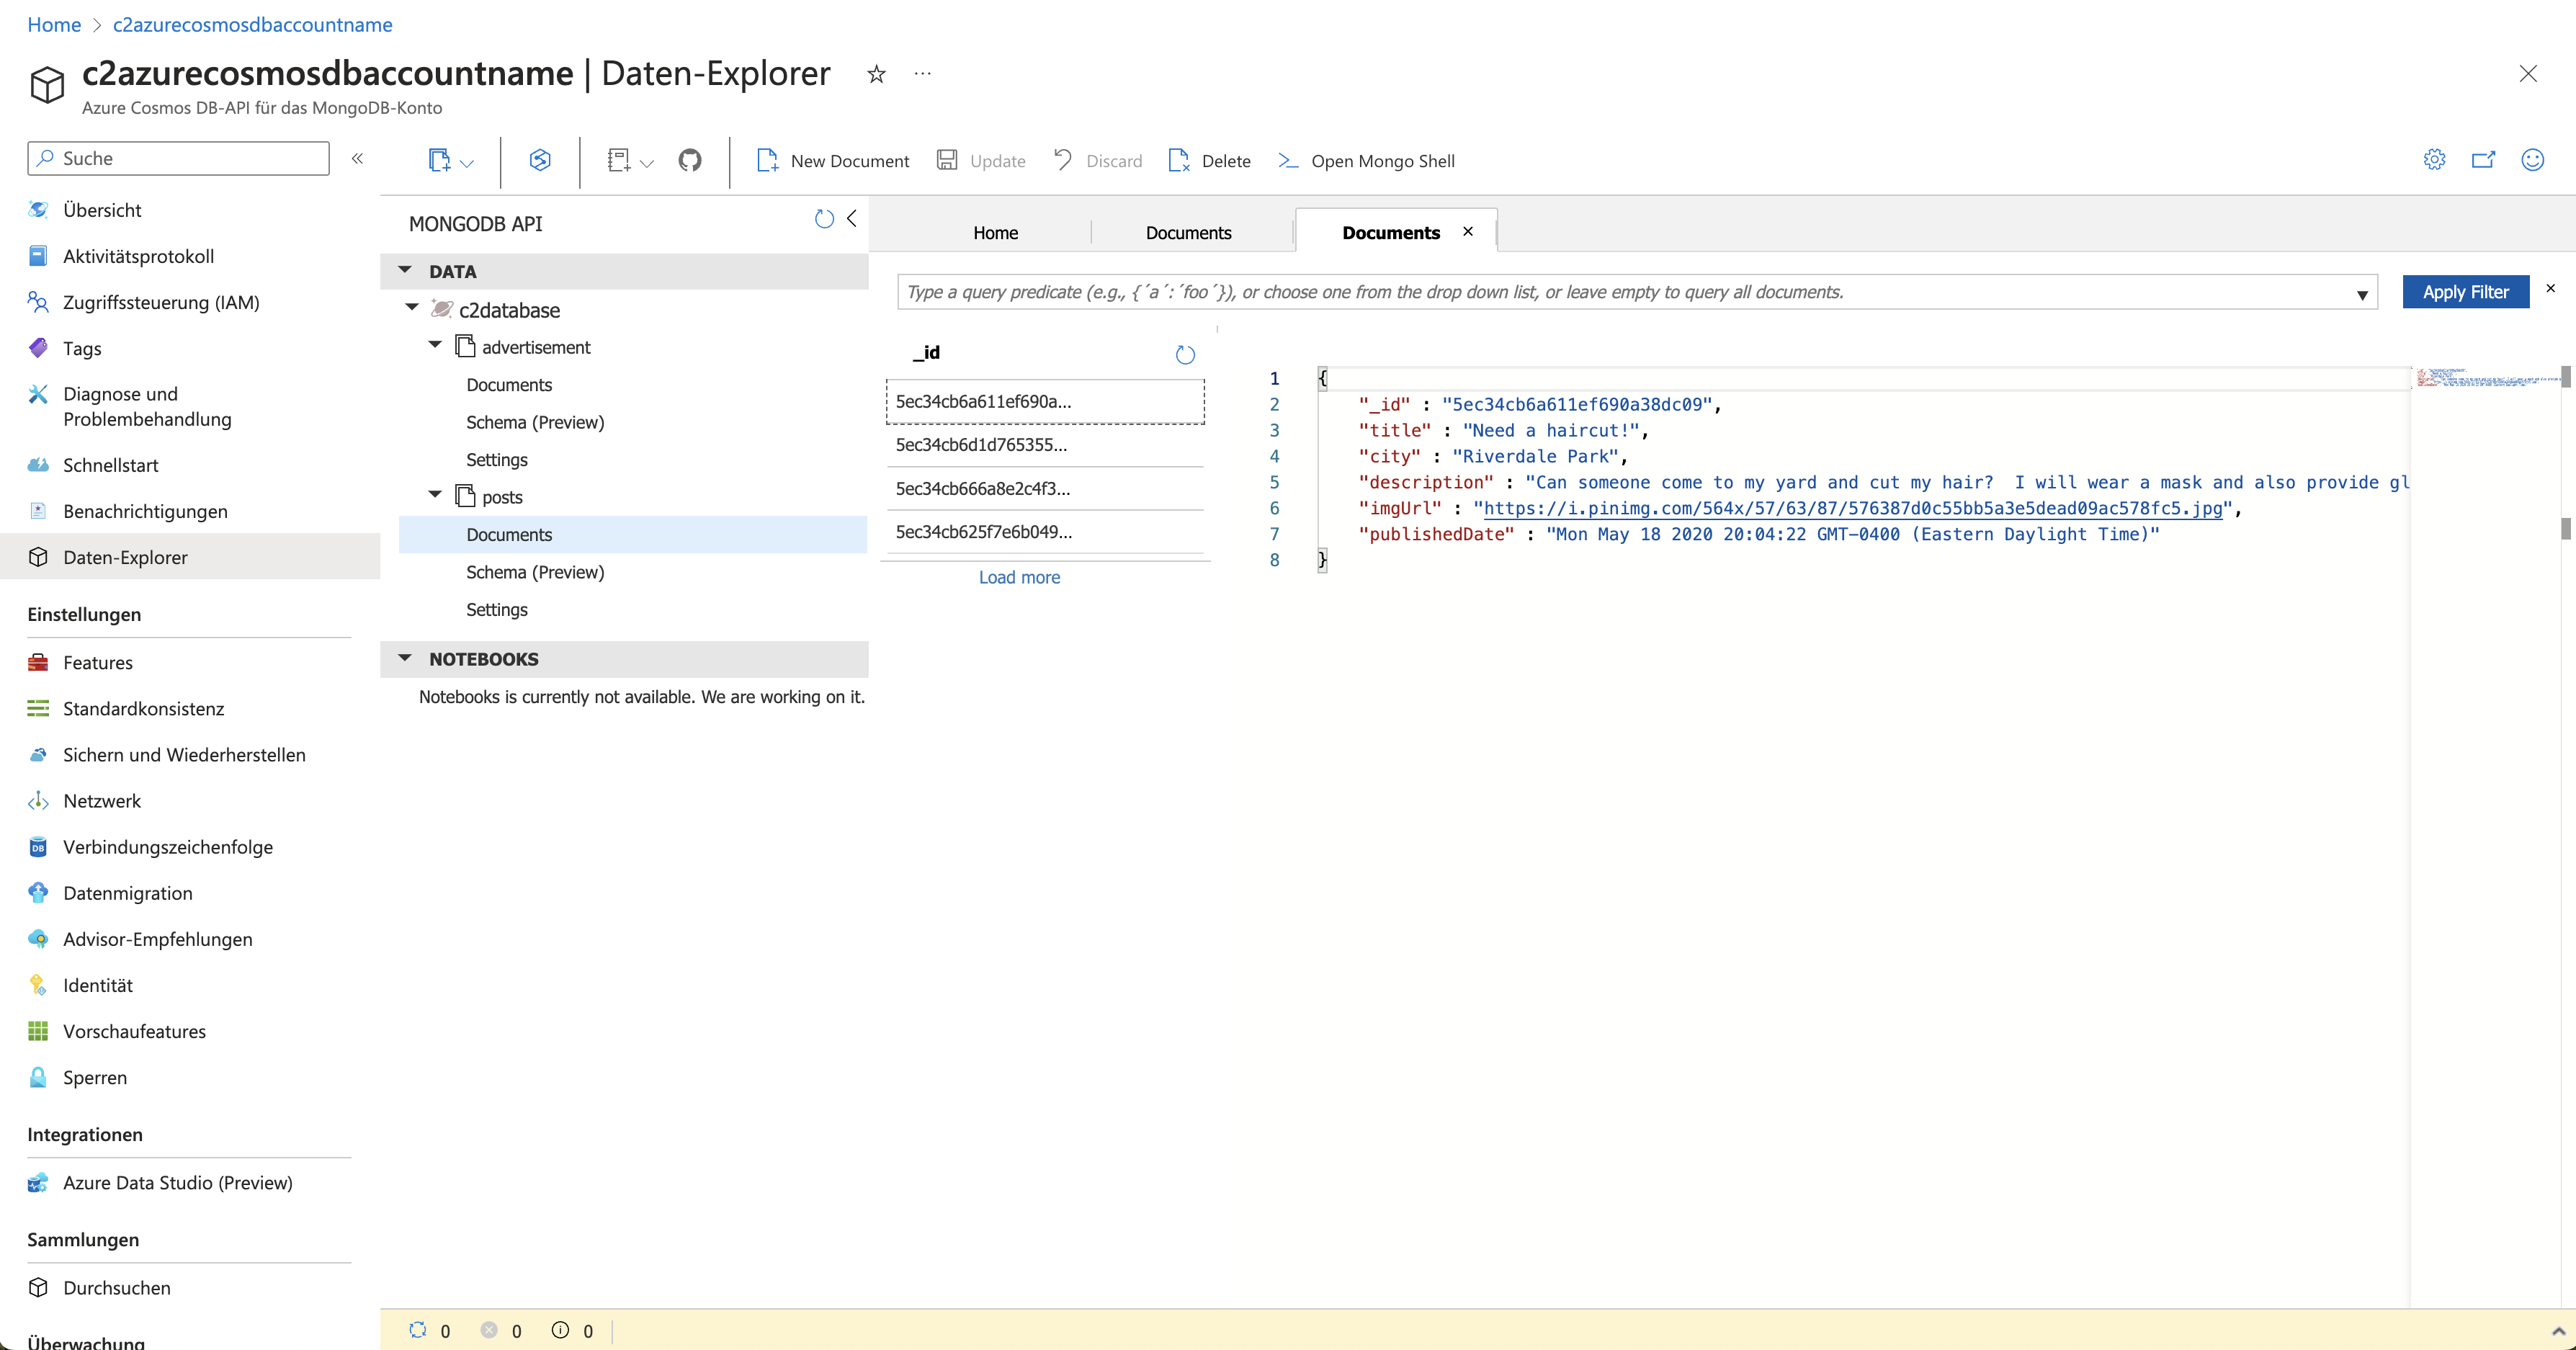 Home > c2azurecosmosdbaccountname
c2azurecosmosdbaccountname | Daten-Explorer ...
Azure Cosmos DB-API für das MongoDB-Konto
Suche
«
New Document
Update
Discard
Delete
Open Mongo Shell
Übersicht
Aktivitätsprotokoll
Zugriffssteuerung (IAM)
Tags
Diagnose und
Problembehandlung
Schnellstart
Benachrichtigungen
Daten-Explorer
Einstellungen
Features
Standardkonsistenz
Sichern und Wiederherstellen
Netzwerk
Verbindungszeichenfolge
Datenmigration
Advisor-Empfehlungen
Identität
Vorschaufeatures
Sperren
Integrationen
Azure Data Studio (Preview)
Sammlungen
Durchsuchen
Überwachung
MONGODB API
DATA
c2database
advertisement
Documents
Schema (Preview)
Settings
posts
Documents
Schema (Preview)
Settings
NOTEBOOKS
Notebooks is currently not available. We are working on it.
Home
Documents
Documents
Type a query predicate (e.g., {´a´:´foo´}), or choose one from the drop down list, or leave empty to query all documents.
Apply Filter
_id
5ec34cb6a611ef690a...
5ec34cb6d1d765355...
5ec34cb666a8e2c4f3...
5ec34cb625f7e6b049...
Load more
1 {
2 "_id" : "5ec34cb6a611ef690a38dc09",
3 "title" : "Need a haircut!",
4 "city" : "Riverdale Park",
5 "description" : "Can someone come to my yard and cut my hair?  I will wear a mask and also provide gl
6 "imgUrl" : "https://i.pinimg.com/564x/57/63/87/576387d0c55bb5a3e5dead09ac578fc5.jpg",
7 "publishedDate" : "Mon May 18 2020 20:04:22 GMT-0400 (Eastern Daylight Time)"
8 }
0 0 0